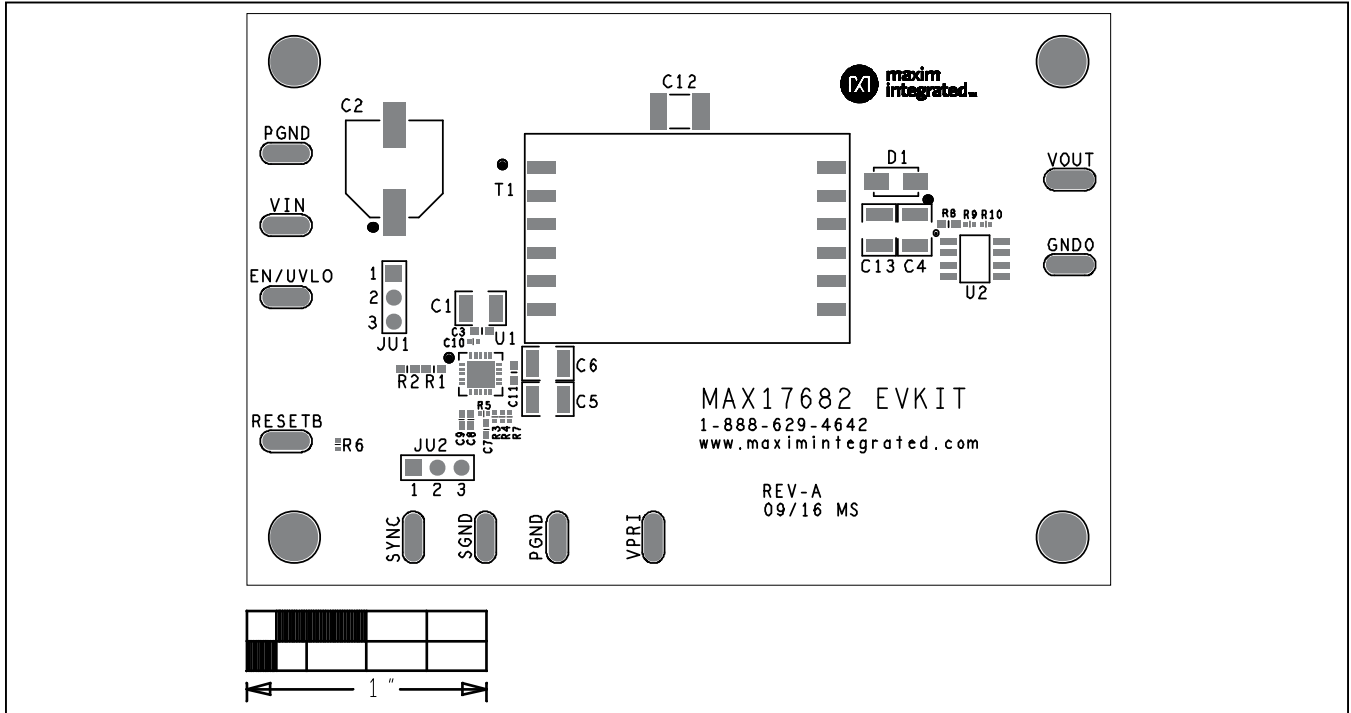 C12
maxim
integrated™
C2
PGND
D1
VOUT
T1
VIN
R8 R9 R10
EN/UVLO
1
2
3
C13 C4
GNDO
U2
C1
JU1
C3
U1
C10
C6
R2 R1
C11
C5
MAX17682 EVKIT
1-888-629-4642
www.maximintegrated.com
R5
C9
C8
C7
R3
R4
R7
RESETB
R6
JU2
1 2 3
REV-A
09/16 MS
SYNC
SGND
PGND
VPRI
1 "